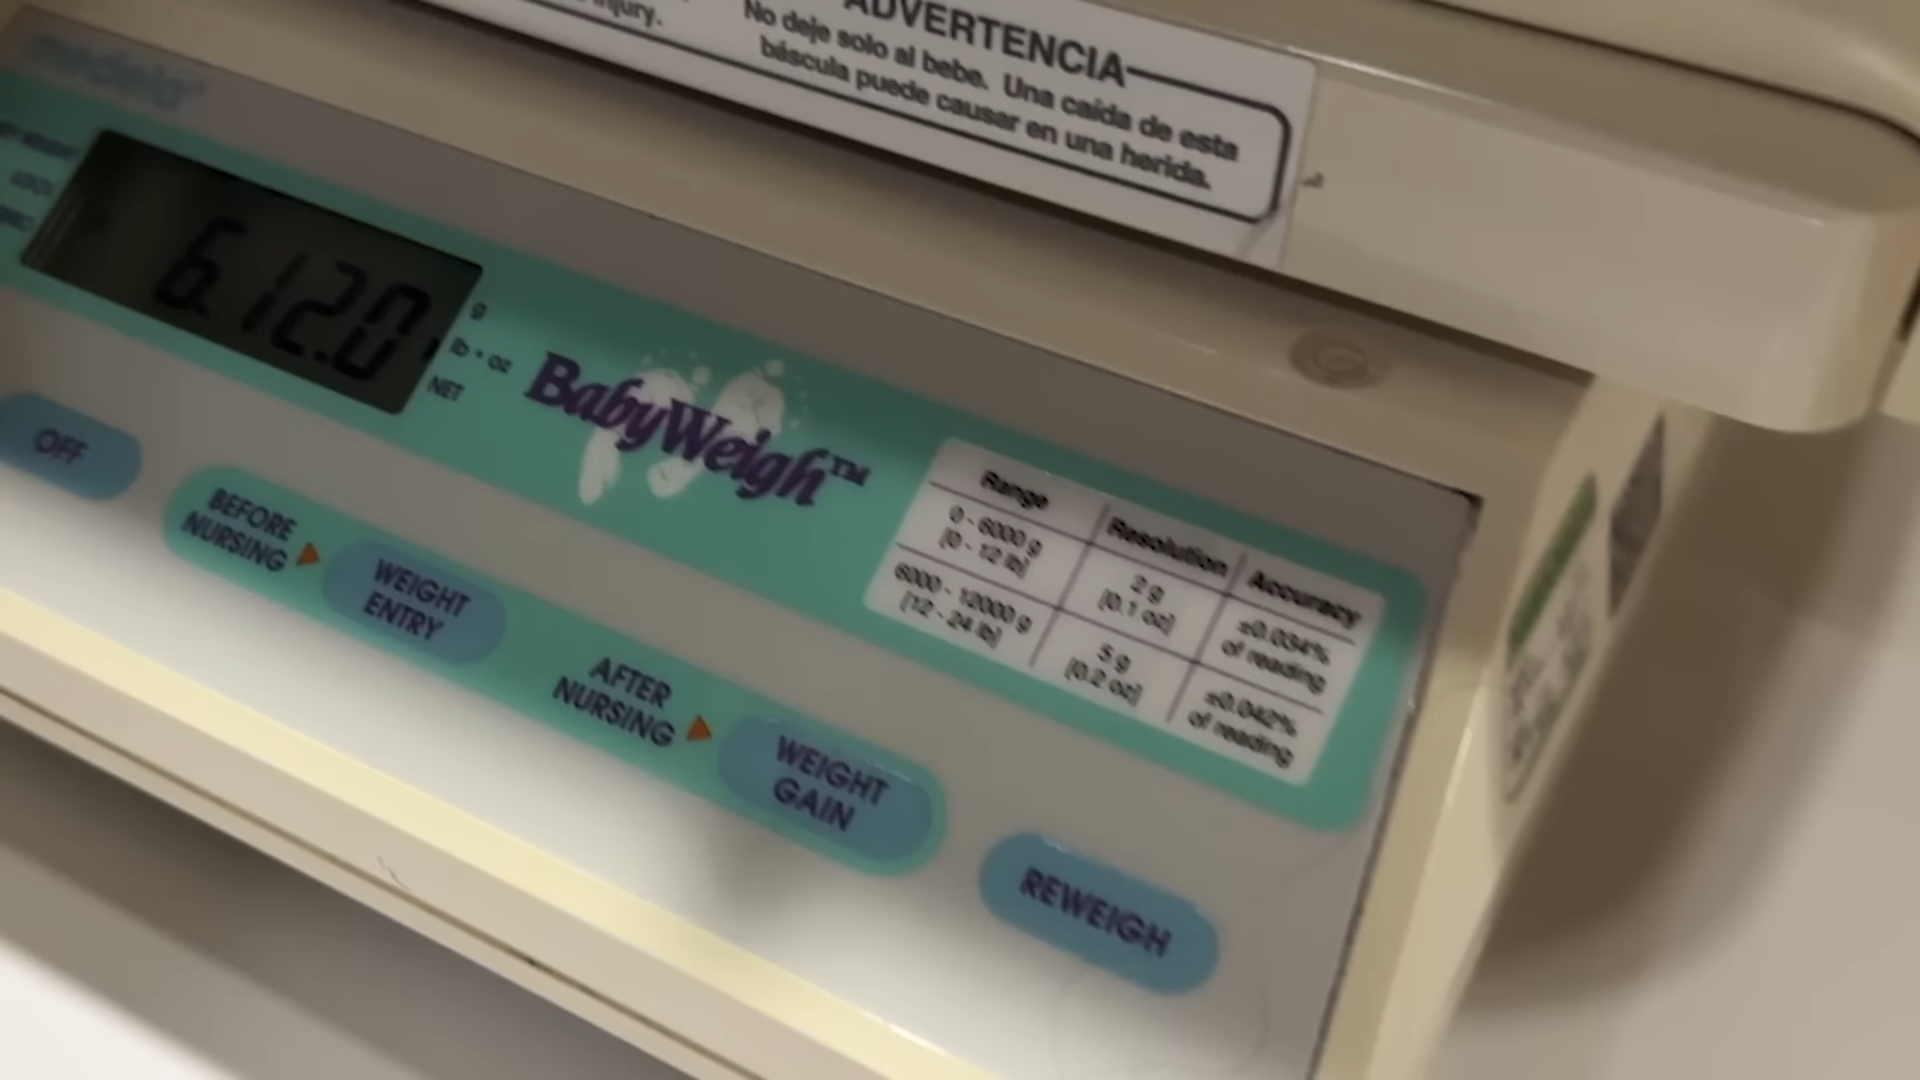 injury.
ADVERTENCIA
No deje solo al bebe. Una caída de esta
báscula puede causar en una herida.
medela®
6.12.0
g
lb • oz
NET
BabyWeigh™
Range Resolution Accuracy
0 - 6000 g
[0 - 12 lb]
2 g
[0.1 oz]
±0.034%
of reading
6000 - 12000 g
[12 - 24 lb]
5 g
[0.2 oz]
±0.042%
of reading
OFF
BEFORE
NURSING
WEIGHT
ENTRY
AFTER
NURSING
WEIGHT
GAIN
REWEIGH